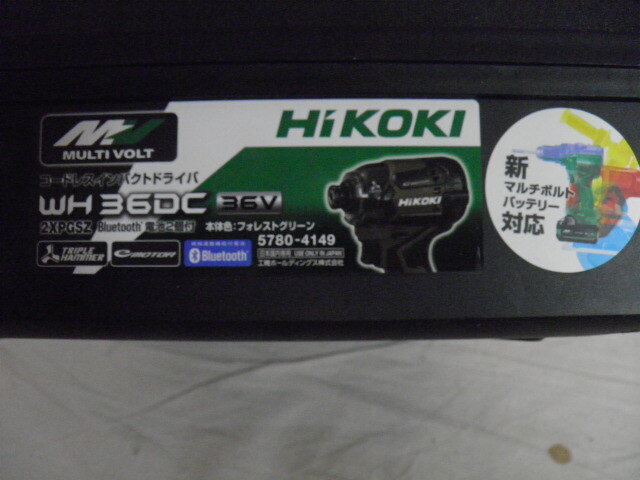 MV
MULTI VOLT
HiKOKI
コードレスインパクトドライバ
WH 36DC 36V
2XPGSZ Bluetooth 電池2個付
本体色:フォレストグリーン
5780-4149
日本国内専用 USE ONLY IN JAPAN
工機ホールディングス株式会社
TRIPLE HAMMER
MOTOR
Bluetooth
HiKOKI
新
マルチボルト
バッテリー
対応